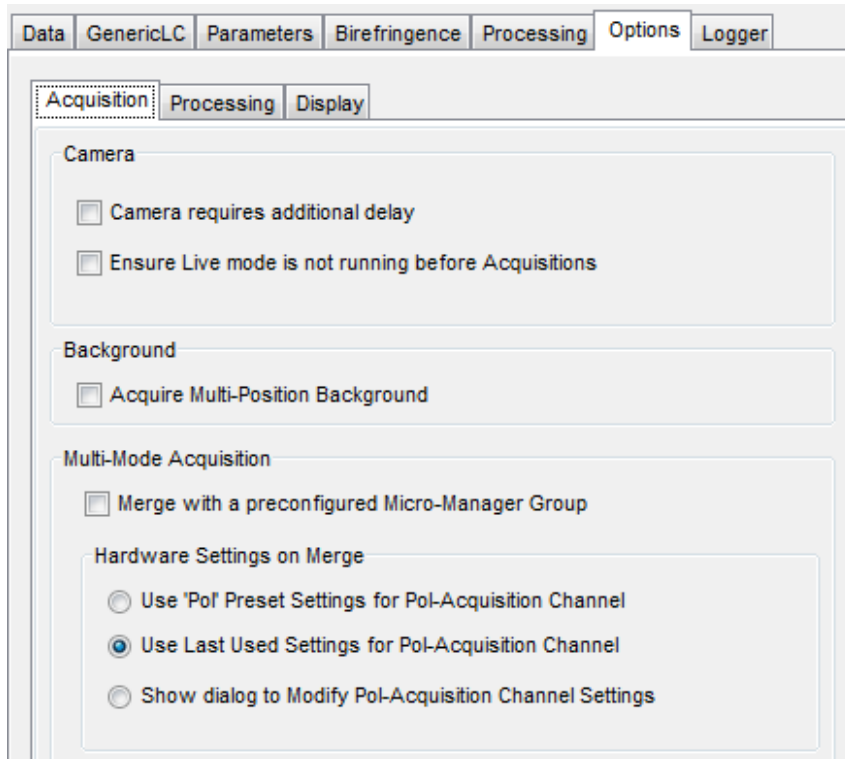 Data GenericLC Parameters Birefringence Processing Options Logger
Acquisition Processing Display
Camera
Camera requires additional delay
Ensure Live mode is not running before Acquisitions
Background
Acquire Multi-Position Background
Multi-Mode Acquisition
Merge with a preconfigured Micro-Manager Group
Hardware Settings on Merge
Use 'Pol' Preset Settings for Pol-Acquisition Channel
Use Last Used Settings for Pol-Acquisition Channel
Show dialog to Modify Pol-Acquisition Channel Settings